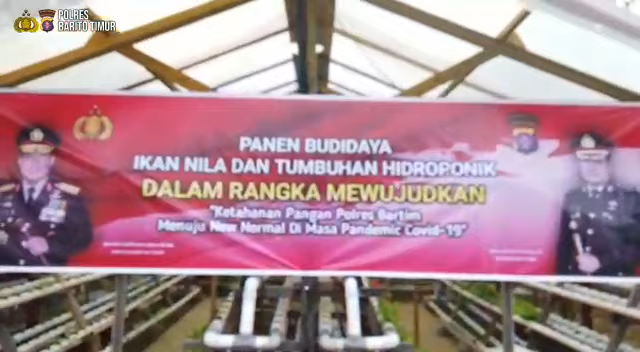 POLRES
BARITO TIMUR
PANEN BUDIDAYA
IKAN NILA DAN TUMBUHAN HIDROPONIK
DALAM RANGKA MEWUJUDKAN
"Ketahanan Pangan Polres Bartim
Menuju New Normal Di Masa Pandemic Covid-19"